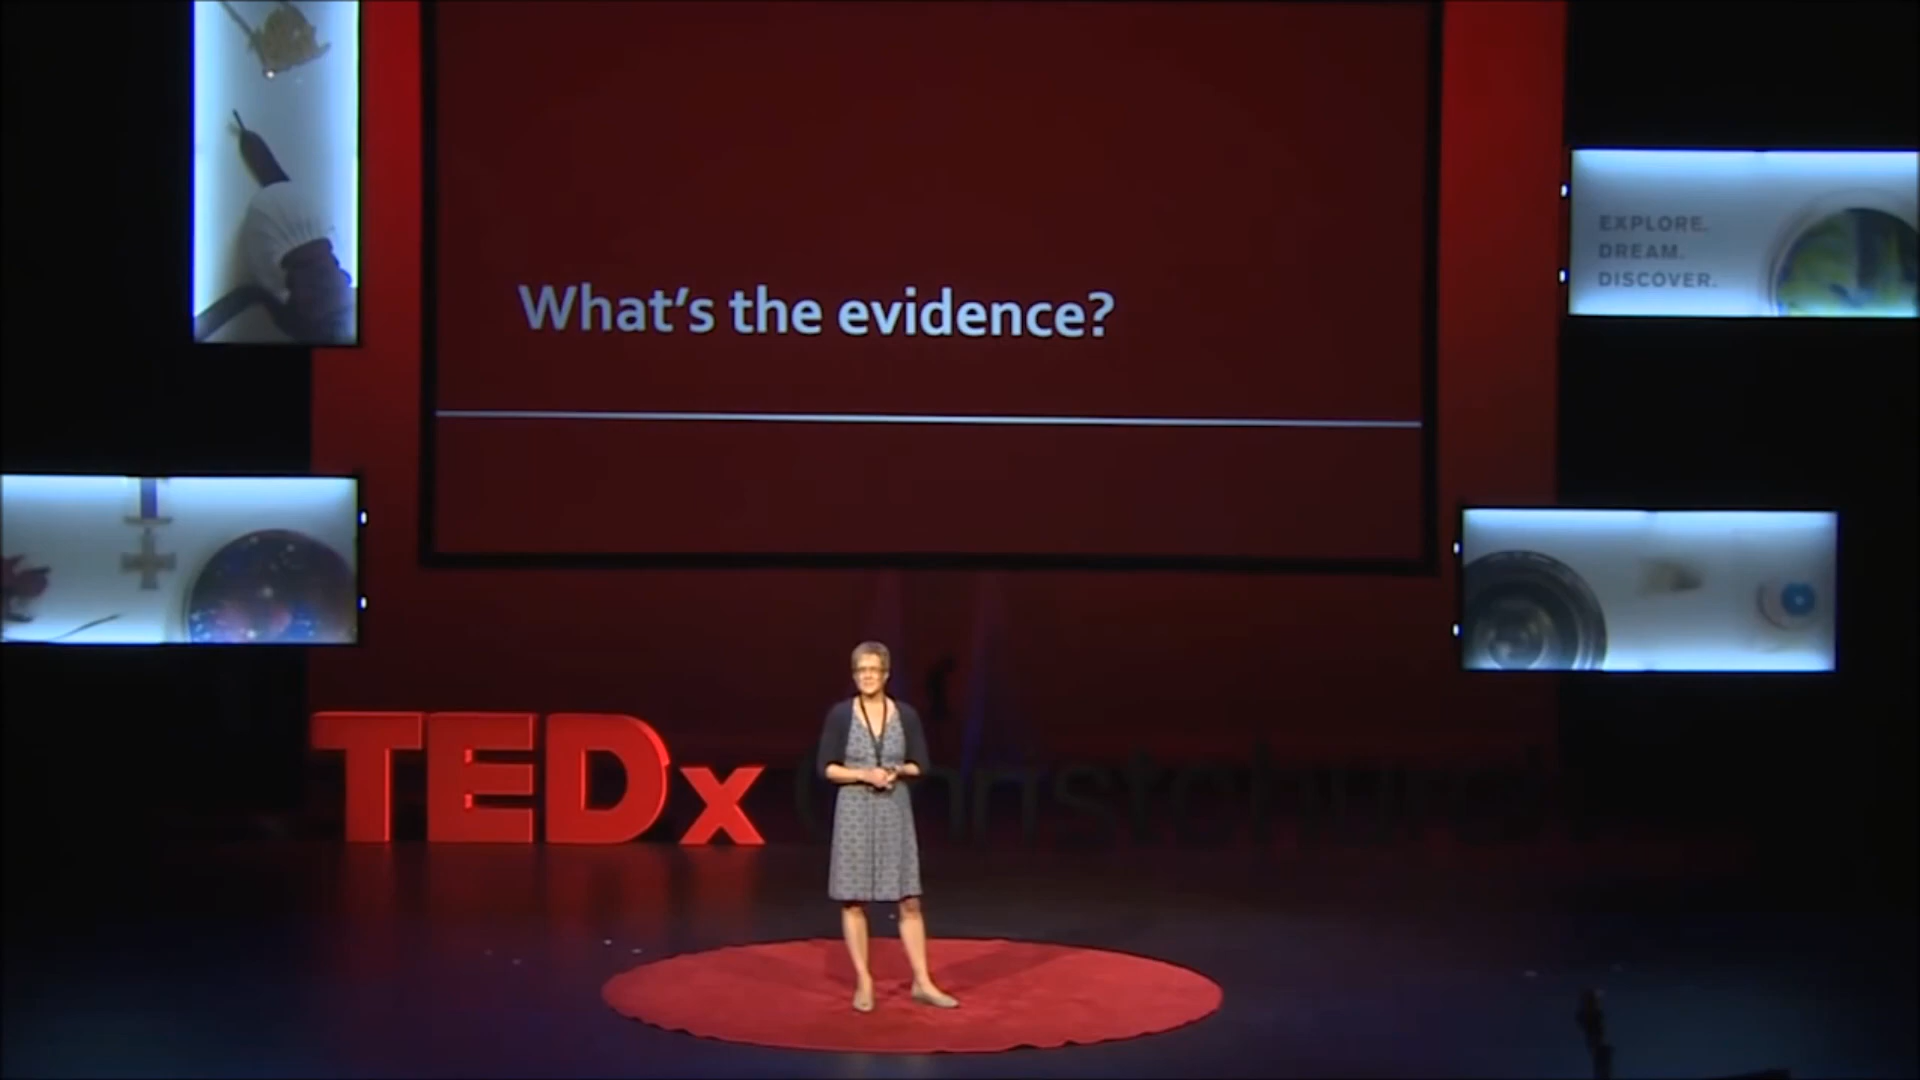 What's the evidence?
EXPLORE.
DREAM.
DISCOVER.
TEDx